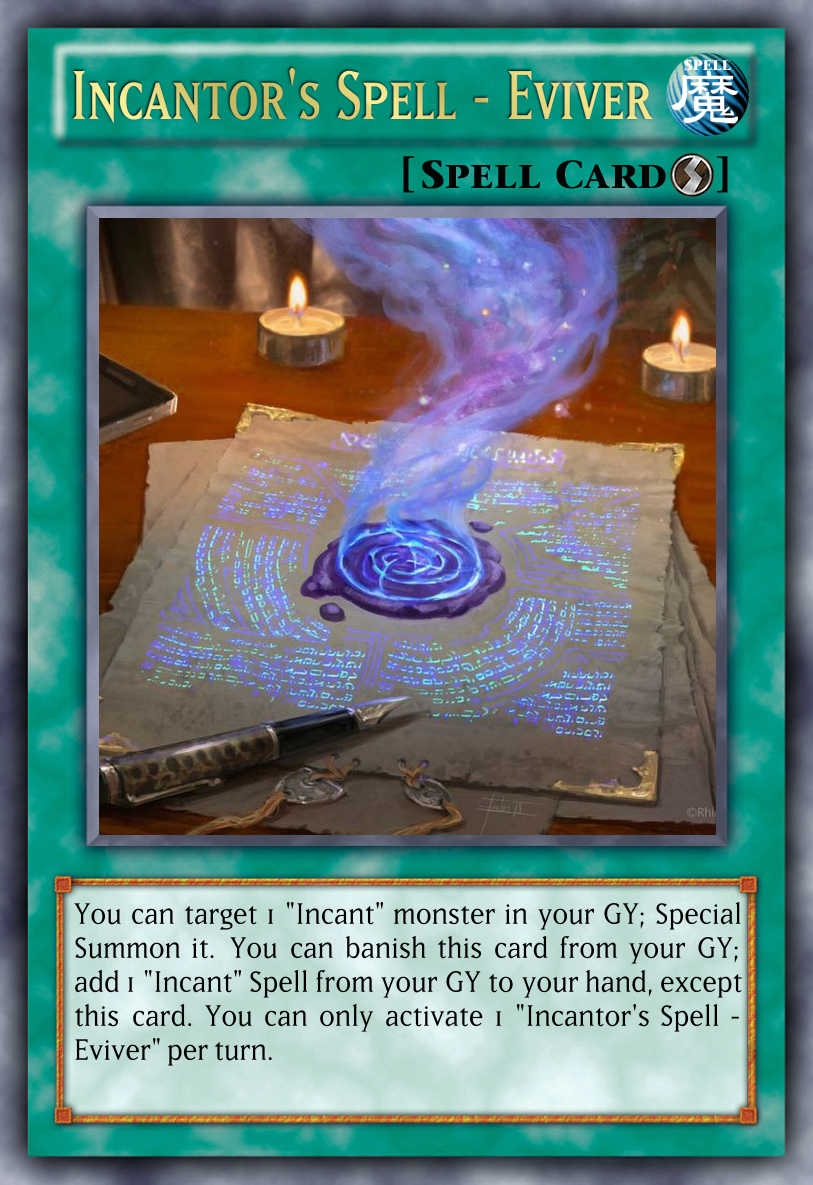 Incantor's Spell - Eviver
SPELL
魔
[Spell Card]
You can target 1 "Incant" monster in your GY; Special
Summon it. You can banish this card from your GY;
add 1 "Incant" Spell from your GY to your hand, except
this card. You can only activate 1 "Incantor's Spell -
Eviver" per turn.